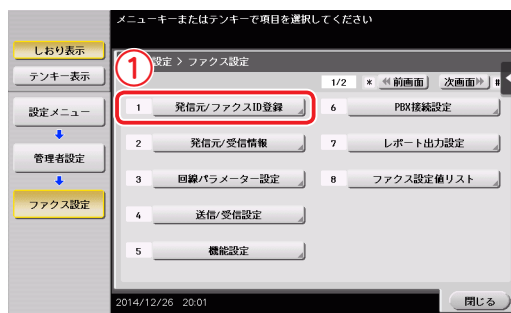 メニューキーまたはテンキーで項目を選択してください
しおり表示
テンキー表示
設定メニュー
管理者設定
ファクス設定
1
設定 > ファクス設定
1/2 * 前画面 次画面 #
1 発信元/ファクスID登録
2 発信元/受信情報
3 回線パラメーター設定
4 送信/受信設定
5 機能設定
6 PBX接続設定
7 レポート出力設定
8 ファクス設定値リスト
2014/12/26 20:01
閉じる